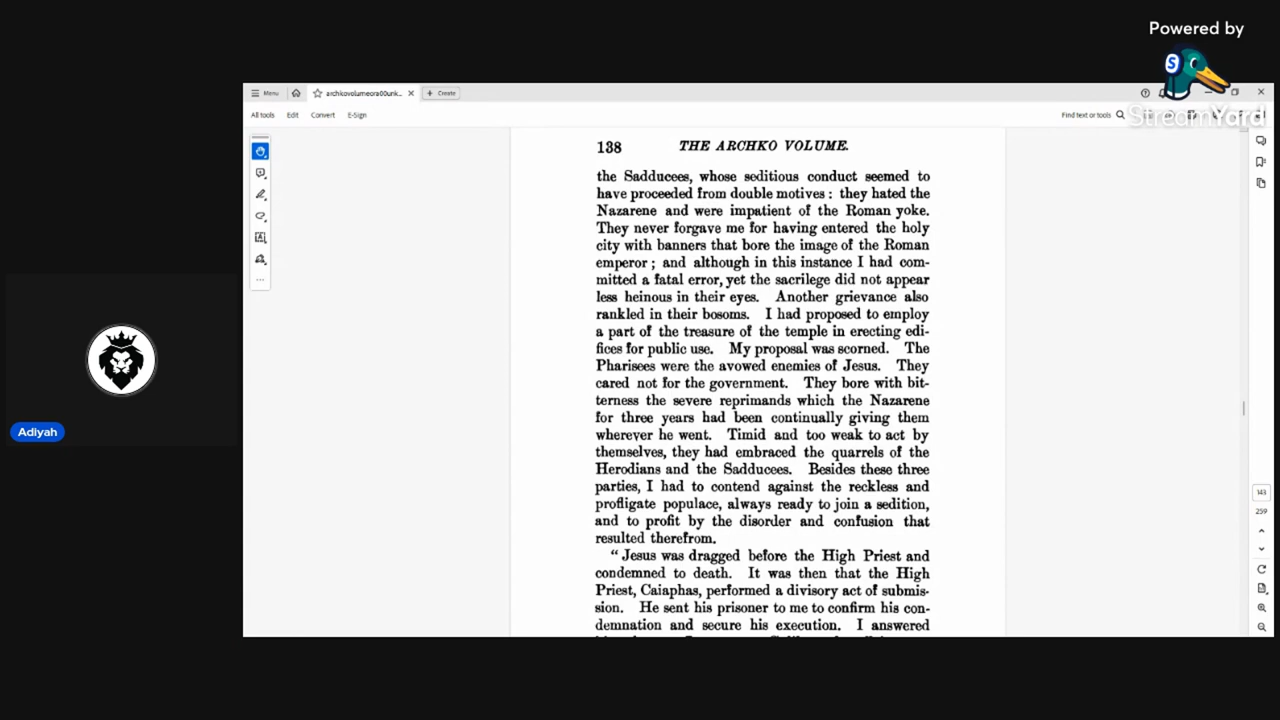 Powered by
S
StreamYard
Menu
archkovolumeora00unk...
Create
All tools
Edit
Convert
E-Sign
Find text or tools
138
THE ARCHKO VOLUME.
the Sadducees, whose seditious conduct seemed to
have proceeded from double motives : they hated the
Nazarene and were impatient of the Roman yoke.
They never forgave me for having entered the holy
city with banners that bore the image of the Roman
emperor ; and although in this instance I had com-
mitted a fatal error, yet the sacrilege did not appear
less heinous in their eyes. Another grievance also
rankled in their bosoms. I had proposed to employ
a part of the treasure of the temple in erecting edi-
fices for public use. My proposal was scorned. The
Pharisees were the avowed enemies of Jesus. They
cared not for the government. They bore with bit-
terness the severe reprimands which the Nazarene
for three years had been continually giving them
wherever he went. Timid and too weak to act by
themselves, they had embraced the quarrels of the
Herodians and the Sadducees. Besides these three
parties, I had to contend against the reckless and
profligate populace, always ready to join a sedition,
and to profit by the disorder and confusion that
resulted therefrom.
" Jesus was dragged before the High Priest and
condemned to death. It was then that the High
Priest, Caiaphas, performed a divisory act of submis-
sion. He sent his prisoner to me to confirm his con-
demnation and secure his execution. I answered
Adiyah
143
259